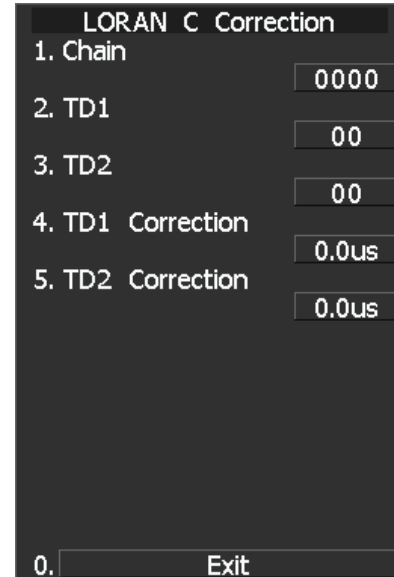 LORAN C Correction
1. Chain
0000
2. TD1
00
3. TD2
00
4. TD1 Correction
0.0us
5. TD2 Correction
0.0us
0. Exit